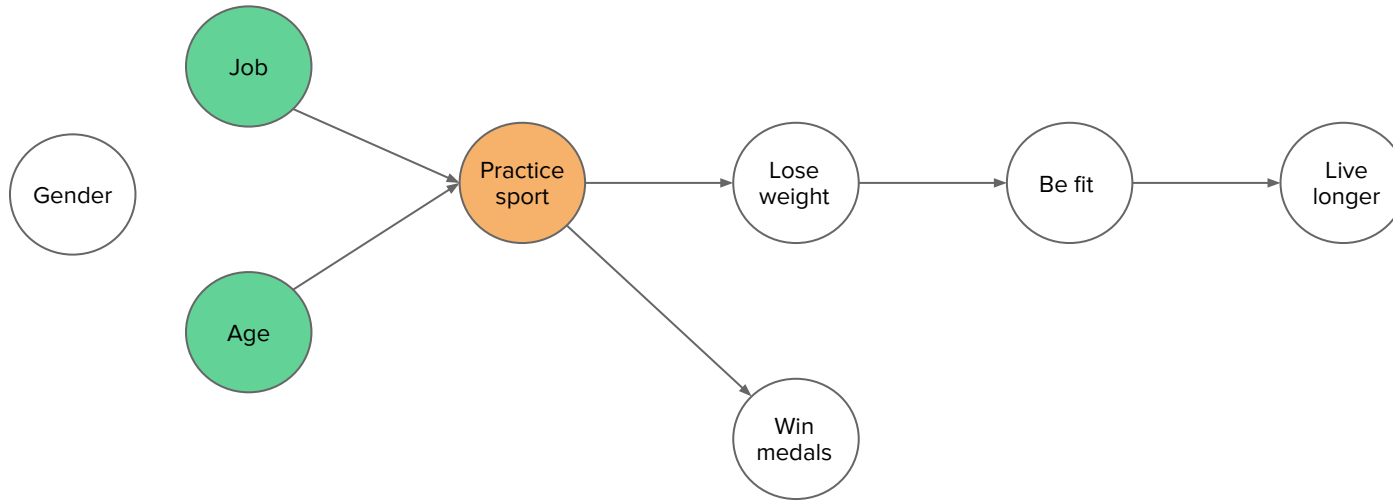 Job
Gender
Age
Practice
sport
Lose
weight
Be fit
Live
longer
Win
medals